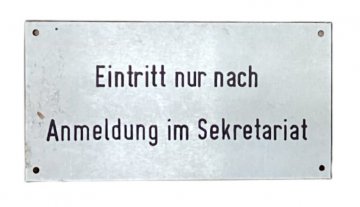 Eintritt nur nach
Anmeldung im Sekretariat